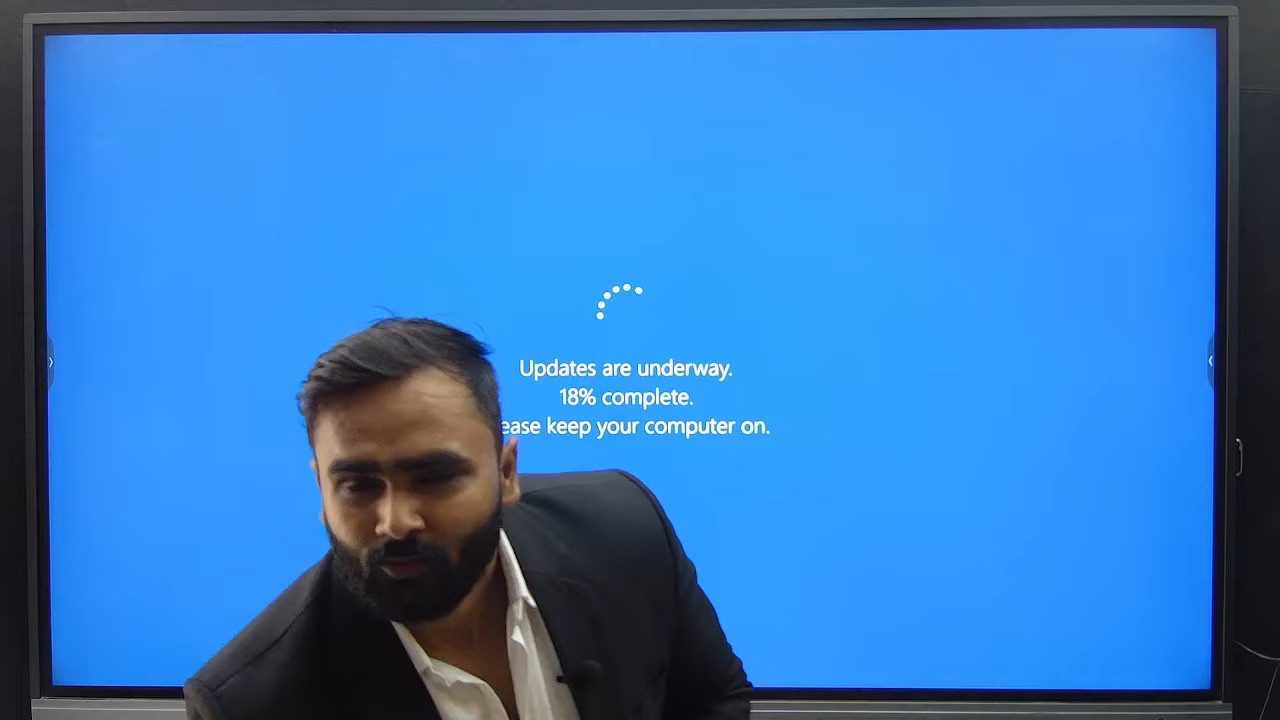 Updates are underway.
18% complete.
ease keep your computer on.